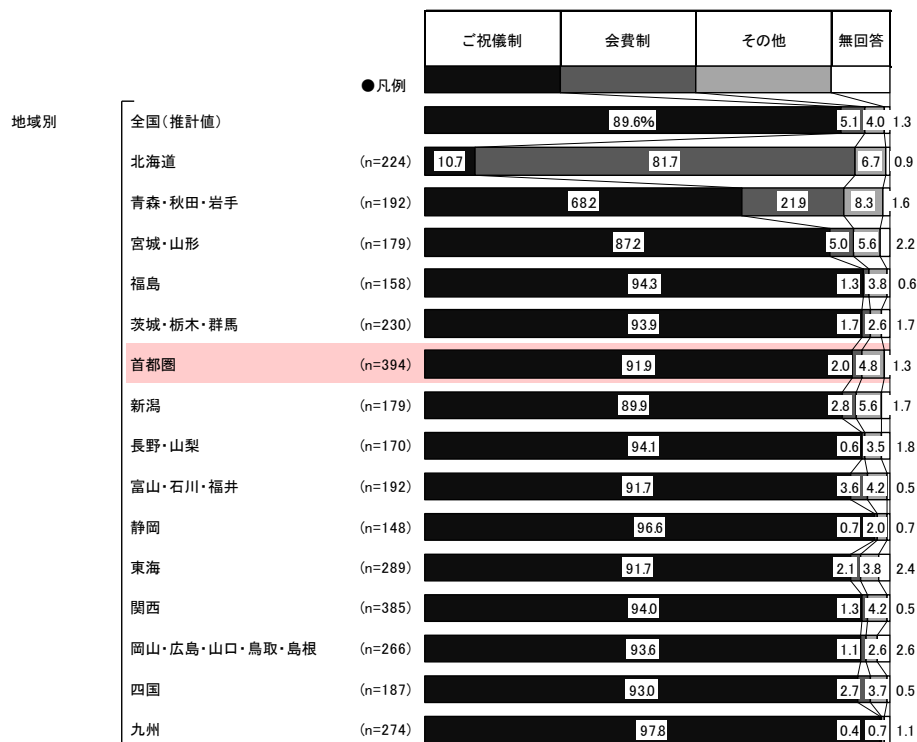 ご祝儀制 会費制 その他 無回答
●凡例
地域別 全国(推計値) 89.6% 5.1 4.0 1.3
北海道 (n=224) 10.7 81.7 6.7 0.9
青森・秋田・岩手 (n=192) 68.2 21.9 8.3 1.6
宮城・山形 (n=179) 87.2 5.0 5.6 2.2
福島 (n=158) 94.3 1.3 3.8 0.6
茨城・栃木・群馬 (n=230) 93.9 1.7 2.6 1.7
首都圏 (n=394) 91.9 2.0 4.8 1.3
新潟 (n=179) 89.9 2.8 5.6 1.7
長野・山梨 (n=170) 94.1 0.6 3.5 1.8
富山・石川・福井 (n=192) 91.7 3.6 4.2 0.5
静岡 (n=148) 96.6 0.7 2.0 0.7
東海 (n=289) 91.7 2.1 3.8 2.4
関西 (n=385) 94.0 1.3 4.2 0.5
岡山・広島・山口・鳥取・島根 (n=266) 93.6 1.1 2.6 2.6
四国 (n=187) 93.0 2.7 3.7 0.5
九州 (n=274) 97.8 0.4 0.7 1.1